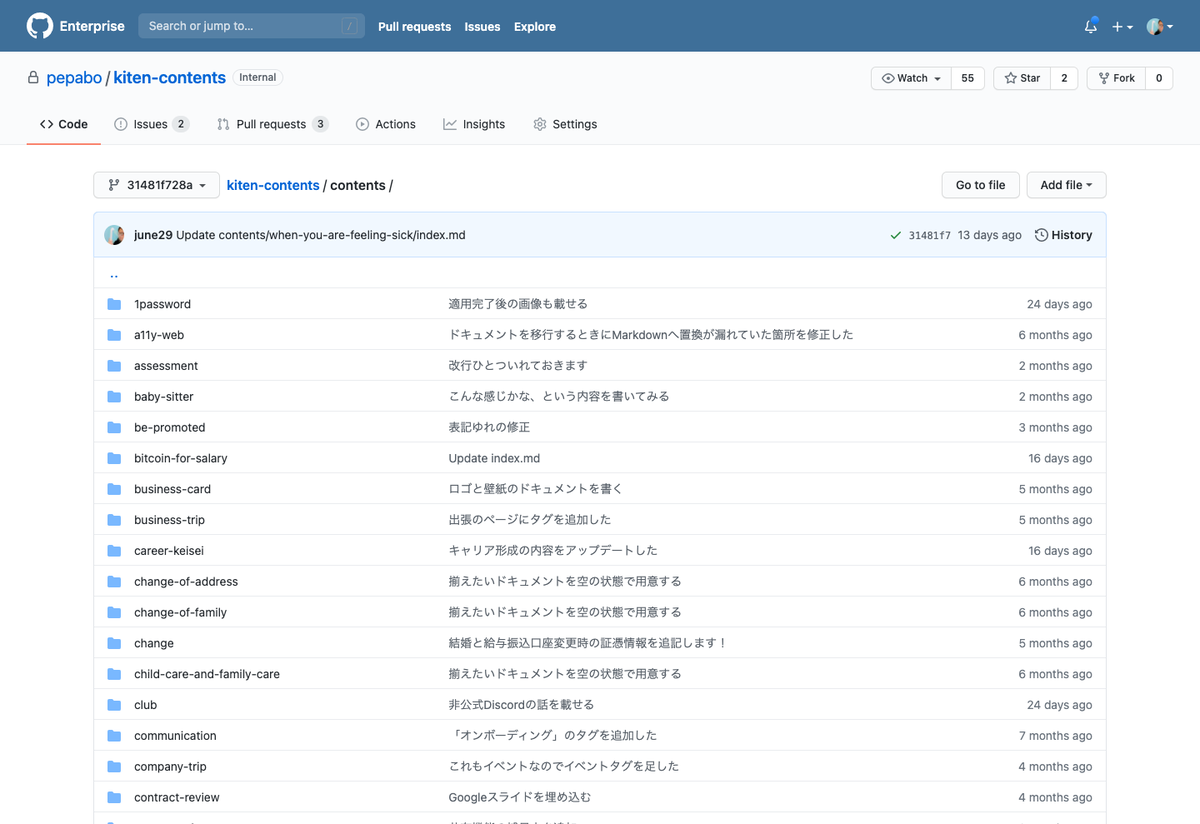 Enterprise Search or jump to... / Pull requests Issues Explore
pepabo / kiten-contents Internal Watch 55 Star 2 Fork 0
Code Issues 2 Pull requests 3 Actions Insights Settings
31481f728a kiten-contents / contents / Go to file Add file
june29 Update contents/when-you-are-feeling-sick/index.md 31481f7 13 days ago History
..
1password 適用完了後の画像も載せる 24 days ago
a11y-web ドキュメントを移行するときにMarkdownへ置換が漏れていた箇所を修正した 6 months ago
assessment 改行ひとついれておきます 2 months ago
baby-sitter こんな感じかな、という内容を書いてみる 2 months ago
be-promoted 表記ゆれの修正 3 months ago
bitcoin-for-salary Update index.md 16 days ago
business-card ロゴと壁紙のドキュメントを書く 5 months ago
business-trip 出張のページにタグを追加した 5 months ago
career-keisei キャリア形成の内容をアップデートした 16 days ago
change-of-address 揃えたいドキュメントを空の状態で用意する 6 months ago
change-of-family 揃えたいドキュメントを空の状態で用意する 6 months ago
change 結婚と給与振込口座変更時の証憑情報を追記します！ 5 months ago
child-care-and-family-care 揃えたいドキュメントを空の状態で用意する 6 months ago
club 非公式Discordの話を載せる 24 days ago
communication 「オンボーディング」のタグを追加した 7 months ago
company-trip これもイベントなのでイベントタグを足した 4 months ago
contract-review Googleスライドを埋め込む 4 months ago